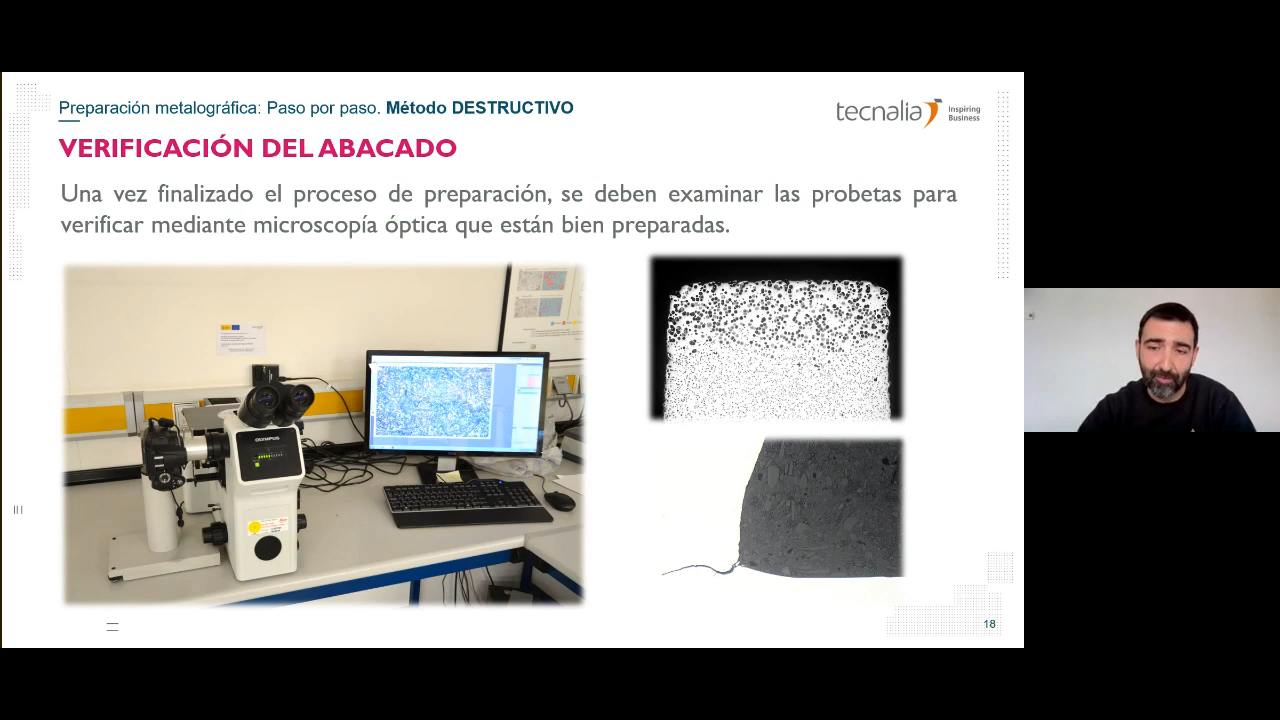 Preparación metalográfica: Paso por paso. Método DESTRUCTIVO
tecnalia Inspiring Business
VERIFICACIÓN DEL ABACADO
Una vez finalizado el proceso de preparación, se deben examinar las probetas para
verificar mediante microscopía óptica que están bien preparadas.
OLYMPUS
18